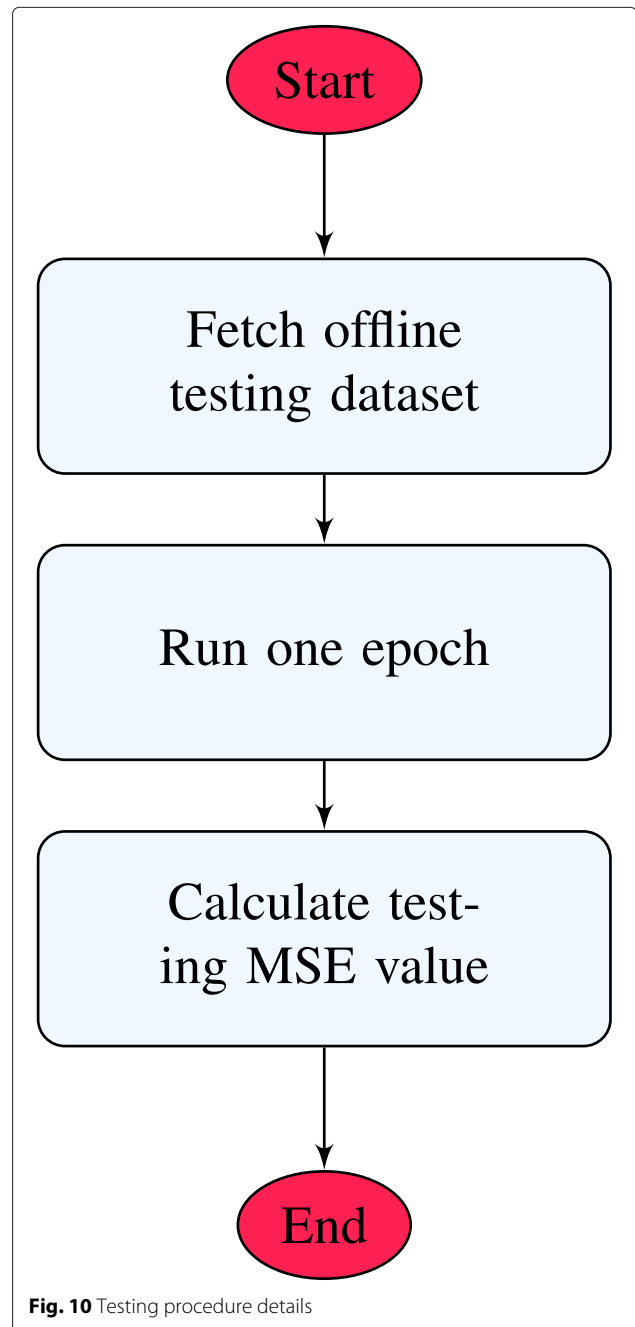 Start
Fetch offline
testing dataset
Run one epoch
Calculate test-
ing MSE value
End
Fig. 10 Testing procedure details